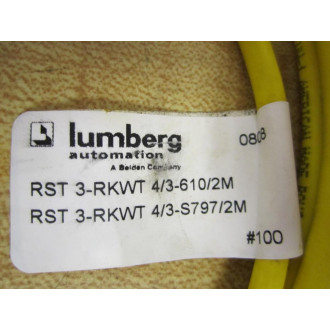 lumberg
automation
A Belden Company
0808
RST 3-RKWT 4/3-610/2M
RST 3-RKWT 4/3-S797/2M
#100